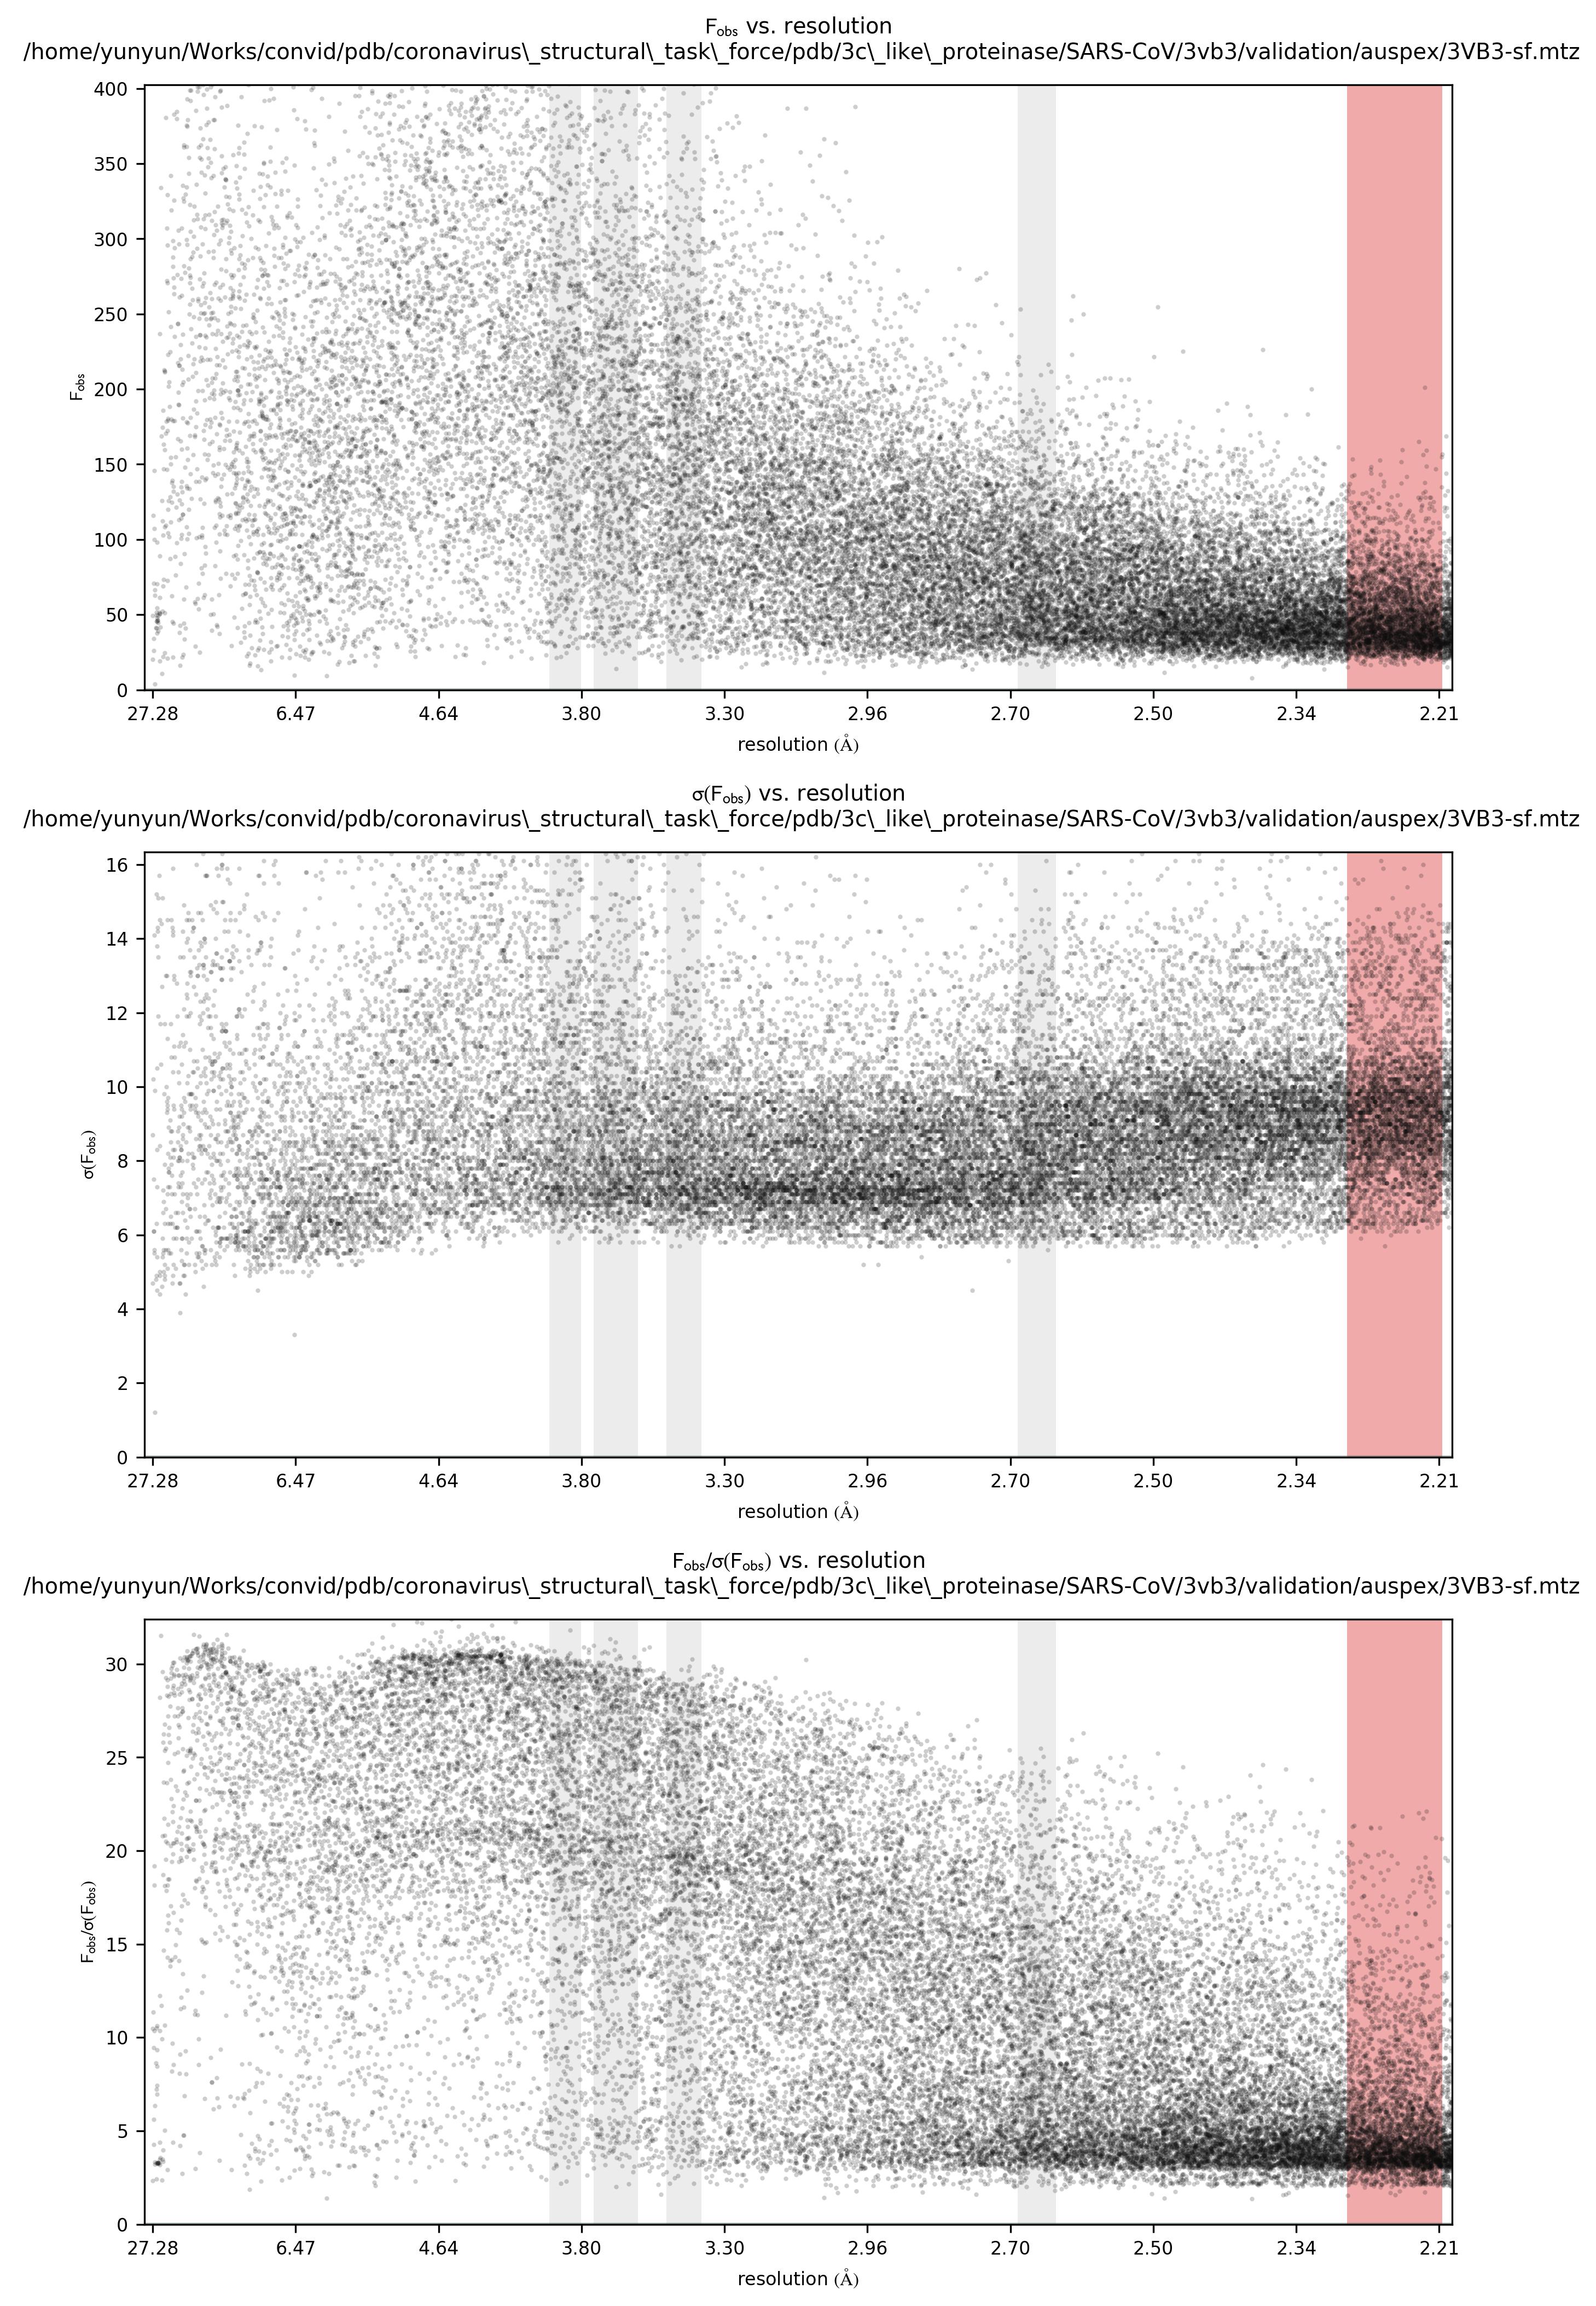 Fobs vs. resolution
/home/yunyun/Works/convid/pdb/coronavirus\_structural\_task\_force/pdb/3c\_like\_proteinase/SARS-CoV/3vb3/validation/auspex/3VB3-sf.mtz
400
350
300
250
200
150
100
50
0
Fobs
27.28 6.47 4.64 3.80 3.30 2.96 2.70 2.50 2.34 2.21
resolution (Å)
σ(Fobs) vs. resolution
/home/yunyun/Works/convid/pdb/coronavirus\_structural\_task\_force/pdb/3c\_like\_proteinase/SARS-CoV/3vb3/validation/auspex/3VB3-sf.mtz
16
14
12
10
8
6
4
2
0
σ(Fobs)
27.28 6.47 4.64 3.80 3.30 2.96 2.70 2.50 2.34 2.21
resolution (Å)
Fobs/σ(Fobs) vs. resolution
/home/yunyun/Works/convid/pdb/coronavirus\_structural\_task\_force/pdb/3c\_like\_proteinase/SARS-CoV/3vb3/validation/auspex/3VB3-sf.mtz
30
25
20
15
10
5
0
Fobs/σ(Fobs)
27.28 6.47 4.64 3.80 3.30 2.96 2.70 2.50 2.34 2.21
resolution (Å)